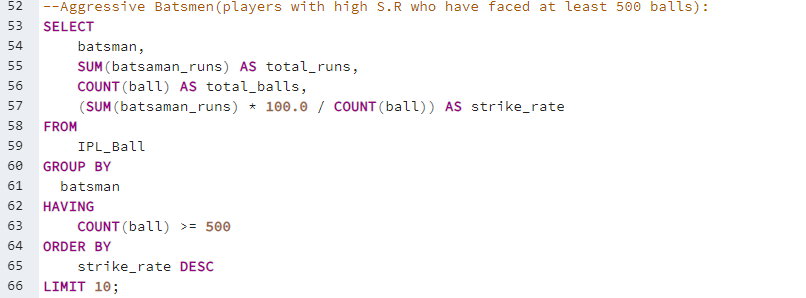 52 --Aggressive Batsmen(players with high S.R who have faced at least 500 balls):
53 SELECT
54     batsman,
55     SUM(batsaman_runs) AS total_runs,
56     COUNT(ball) AS total_balls,
57     (SUM(batsaman_runs) * 100.0 / COUNT(ball)) AS strike_rate
58 FROM
59     IPL_Ball
60 GROUP BY
61   batsman
62 HAVING
63     COUNT(ball) >= 500
64 ORDER BY
65     strike_rate DESC
66 LIMIT 10;